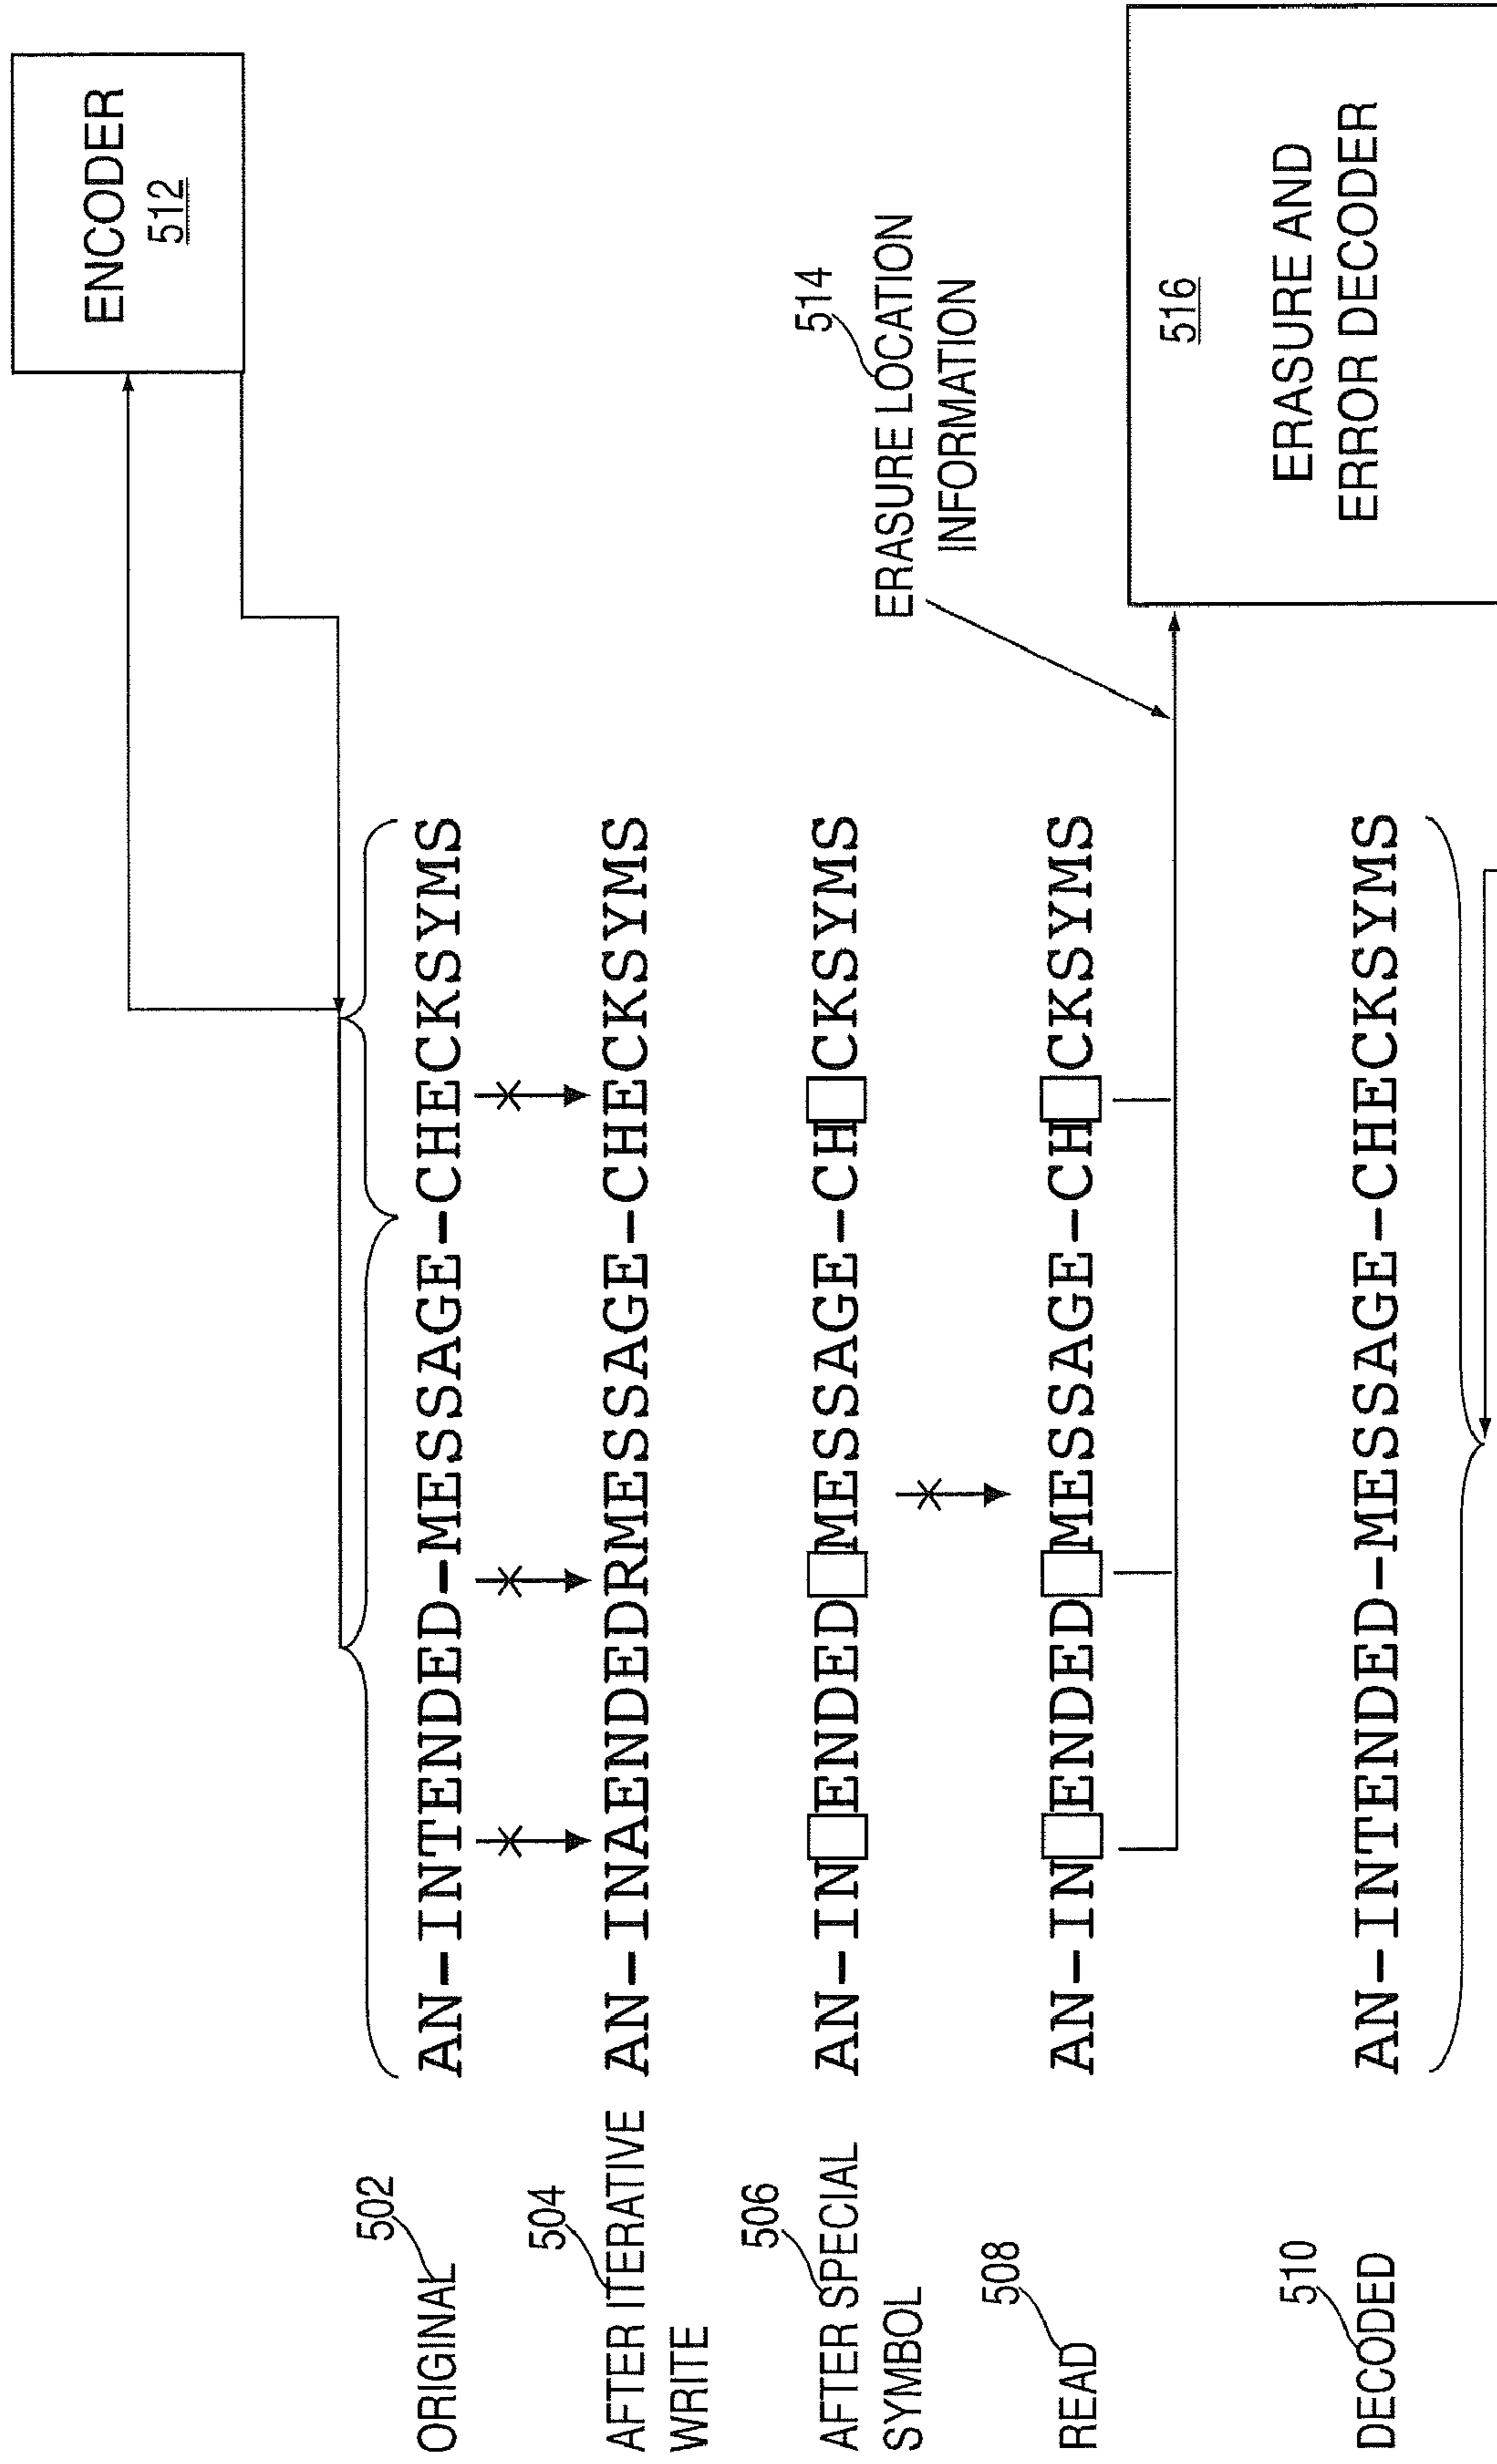 ENCODER
512
502
ORIGINAL AN-INTENDED-MESSAGE-CHECKSYMS
504
AFTER ITERATIVE AN-INAENDEDRMESSAGE-CHECKSYMS
WRITE
506
514
AFTER SPECIAL AN-IN□ENDED□MESSAGE-CH□CKSYMS
SYMBOL
ERASURE LOCATION
INFORMATION
508
READ AN-IN□ENDED□MESSAGE-CH□CKSYMS
516
ERASURE AND
ERROR DECODER
510
DECODED AN-INTENDED-MESSAGE-CHECKSYMS